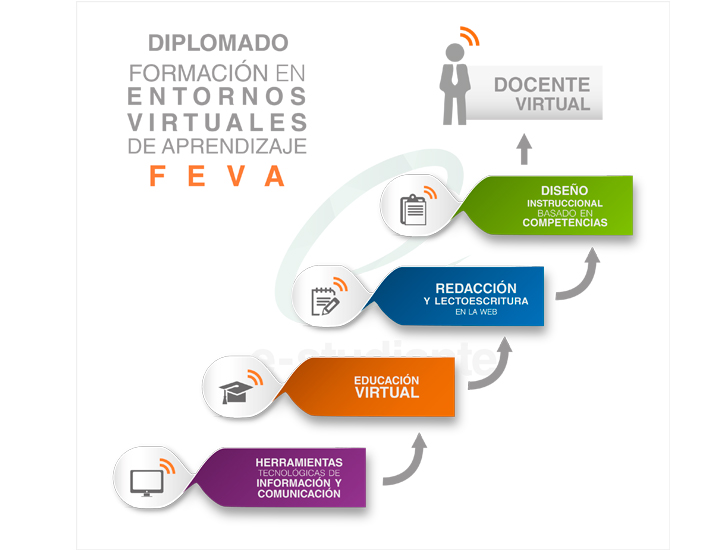 DIPLOMADO
FORMACIÓN EN
ENTORNOS
VIRTUALES
DE APRENDIZAJE
FEVA
DOCENTE
VIRTUAL
DISEÑO
INSTRUCCIONAL
BASADO EN
COMPETENCIAS
REDACCIÓN
Y LECTOESCRITURA
EN LA WEB
e-studiante
EDUCACIÓN
VIRTUAL
HERRAMIENTAS
TECNOLÓGICAS DE
INFORMACIÓN Y
COMUNICACIÓN